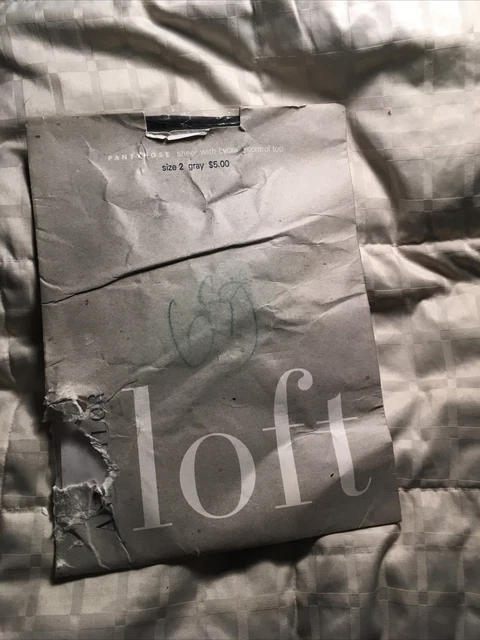 PANTYHOSE sheer with lycra control top
size 2 gray $5.00
loft